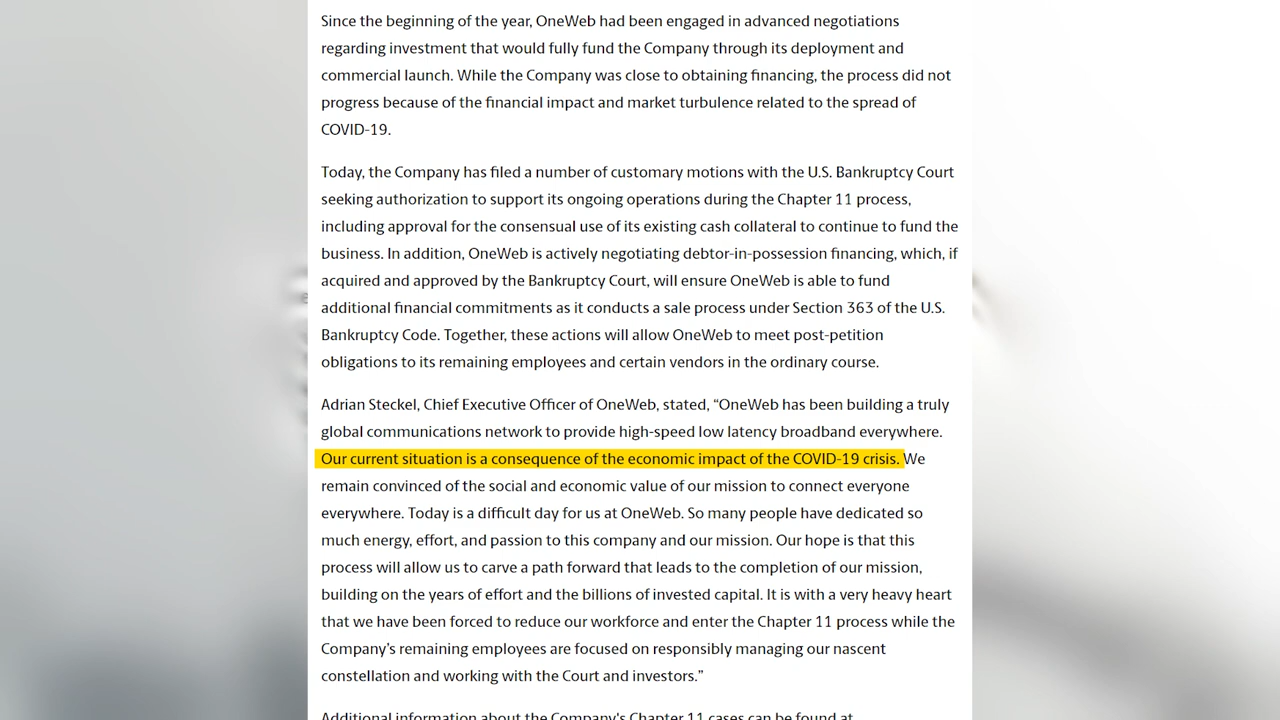 Since the beginning of the year, OneWeb had been engaged in advanced negotiations
regarding investment that would fully fund the Company through its deployment and
commercial launch. While the Company was close to obtaining financing, the process did not
progress because of the financial impact and market turbulence related to the spread of
COVID-19.
Today, the Company has filed a number of customary motions with the U.S. Bankruptcy Court
seeking authorization to support its ongoing operations during the Chapter 11 process,
including approval for the consensual use of its existing cash collateral to continue to fund the
business. In addition, OneWeb is actively negotiating debtor-in-possession financing, which, if
acquired and approved by the Bankruptcy Court, will ensure OneWeb is able to fund
additional financial commitments as it conducts a sale process under Section 363 of the U.S.
Bankruptcy Code. Together, these actions will allow OneWeb to meet post-petition
obligations to its remaining employees and certain vendors in the ordinary course.
Adrian Steckel, Chief Executive Officer of OneWeb, stated, “OneWeb has been building a truly
global communications network to provide high-speed low latency broadband everywhere.
Our current situation is a consequence of the economic impact of the COVID-19 crisis. We
remain convinced of the social and economic value of our mission to connect everyone
everywhere. Today is a difficult day for us at OneWeb. So many people have dedicated so
much energy, effort, and passion to this company and our mission. Our hope is that this
process will allow us to carve a path forward that leads to the completion of our mission,
building on the years of effort and the billions of invested capital. It is with a very heavy heart
that we have been forced to reduce our workforce and enter the Chapter 11 process while the
Company’s remaining employees are focused on responsibly managing our nascent
constellation and working with the Court and investors.”
Additional information about the Company's Chapter 11 cases can be found at